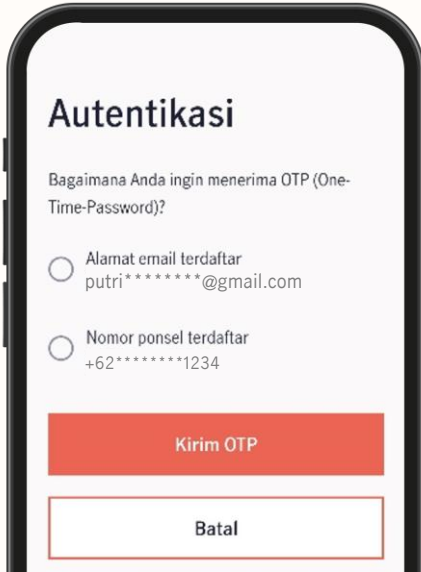 Autentikasi
Bagaimana Anda ingin menerima OTP (One-
Time-Password)?
Alamat email terdaftar
putri********@gmail.com
Nomor ponsel terdaftar
+62********1234
Kirim OTP
Batal